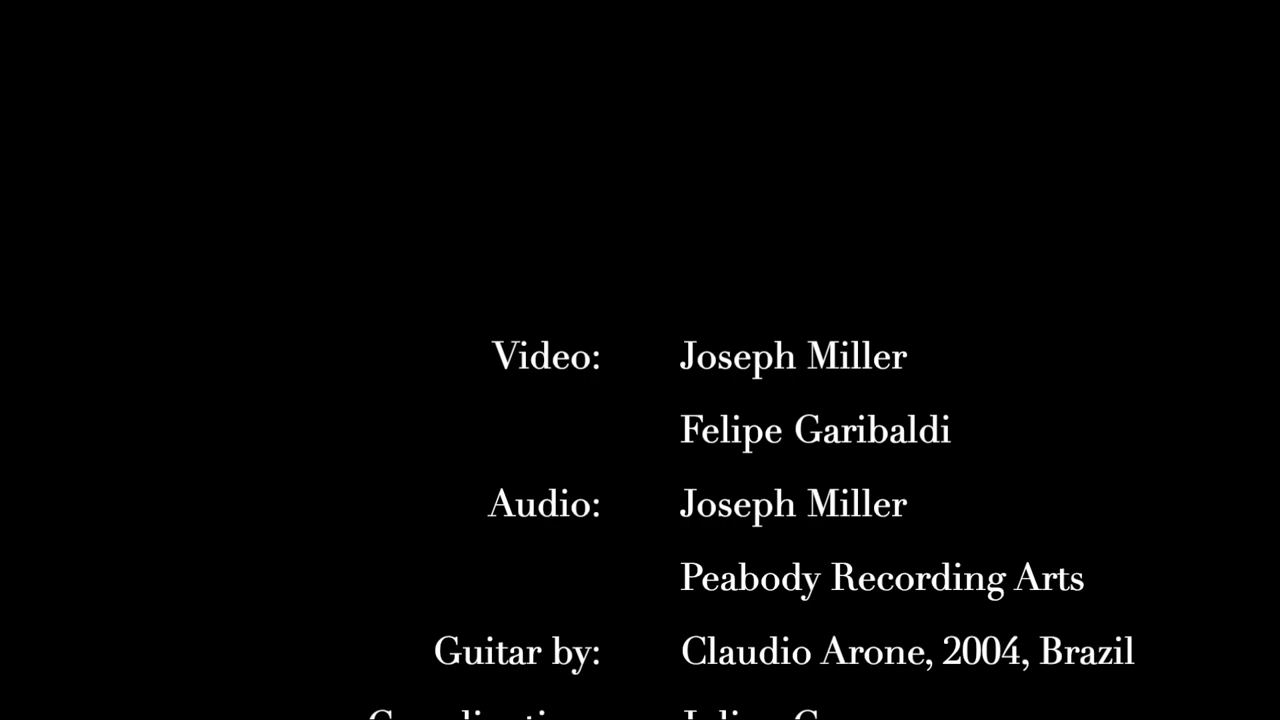 Video: Joseph Miller
Felipe Garibaldi
Audio: Joseph Miller
Peabody Recording Arts
Guitar by: Claudio Arone, 2004, Brazil